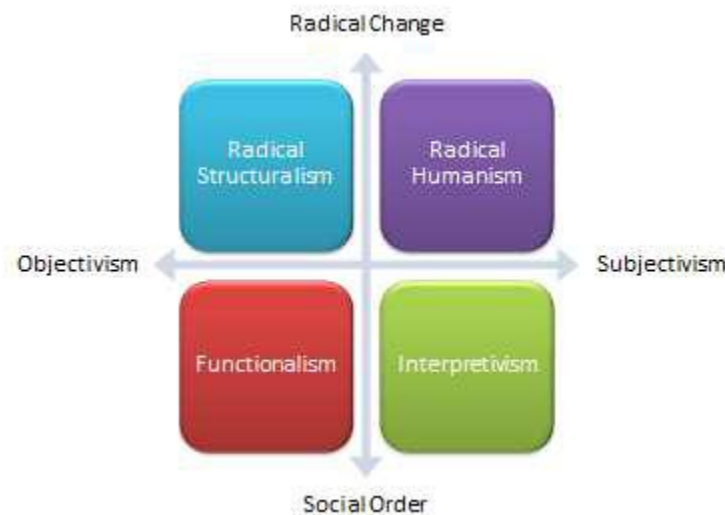 Radical Change
Radical
Structuralism
Radical
Humanism
Objectivism
Subjectivism
Functionalism
Interpretivism
Social Order